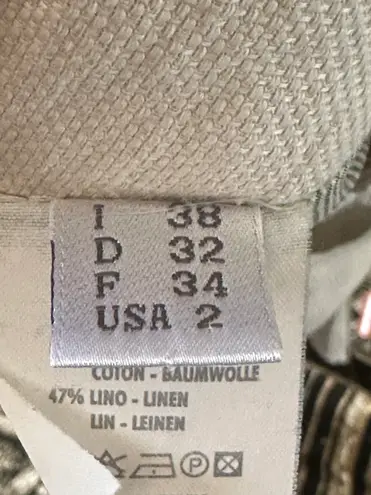 I 38
D 32
F 34
USA 2
COTON - BAUMWOLLE
47% LINO - LINEN
LIN - LEINEN
P